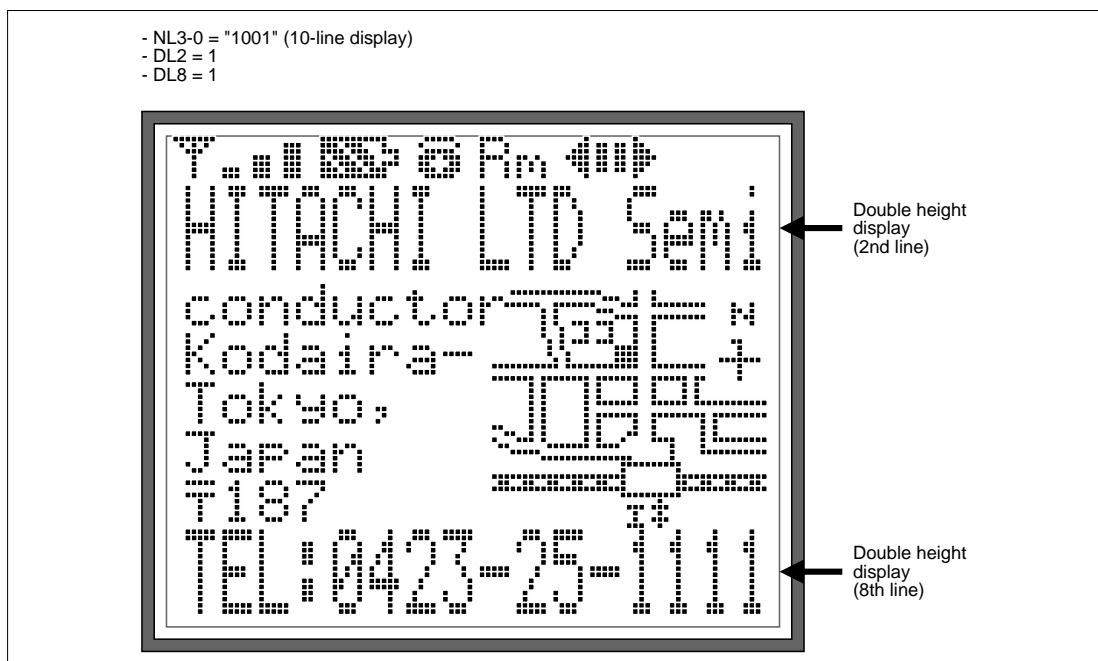 - NL3-0 = "1001" (10-line display)
- DL2 = 1
- DL8 = 1
Rm
HITACHI LTD Semi
conductor
Kodaira-
Tokyo,
Japan
〒187
TEL:0423-25-1111
N
Double height
display
(2nd line)
Double height
display
(8th line)